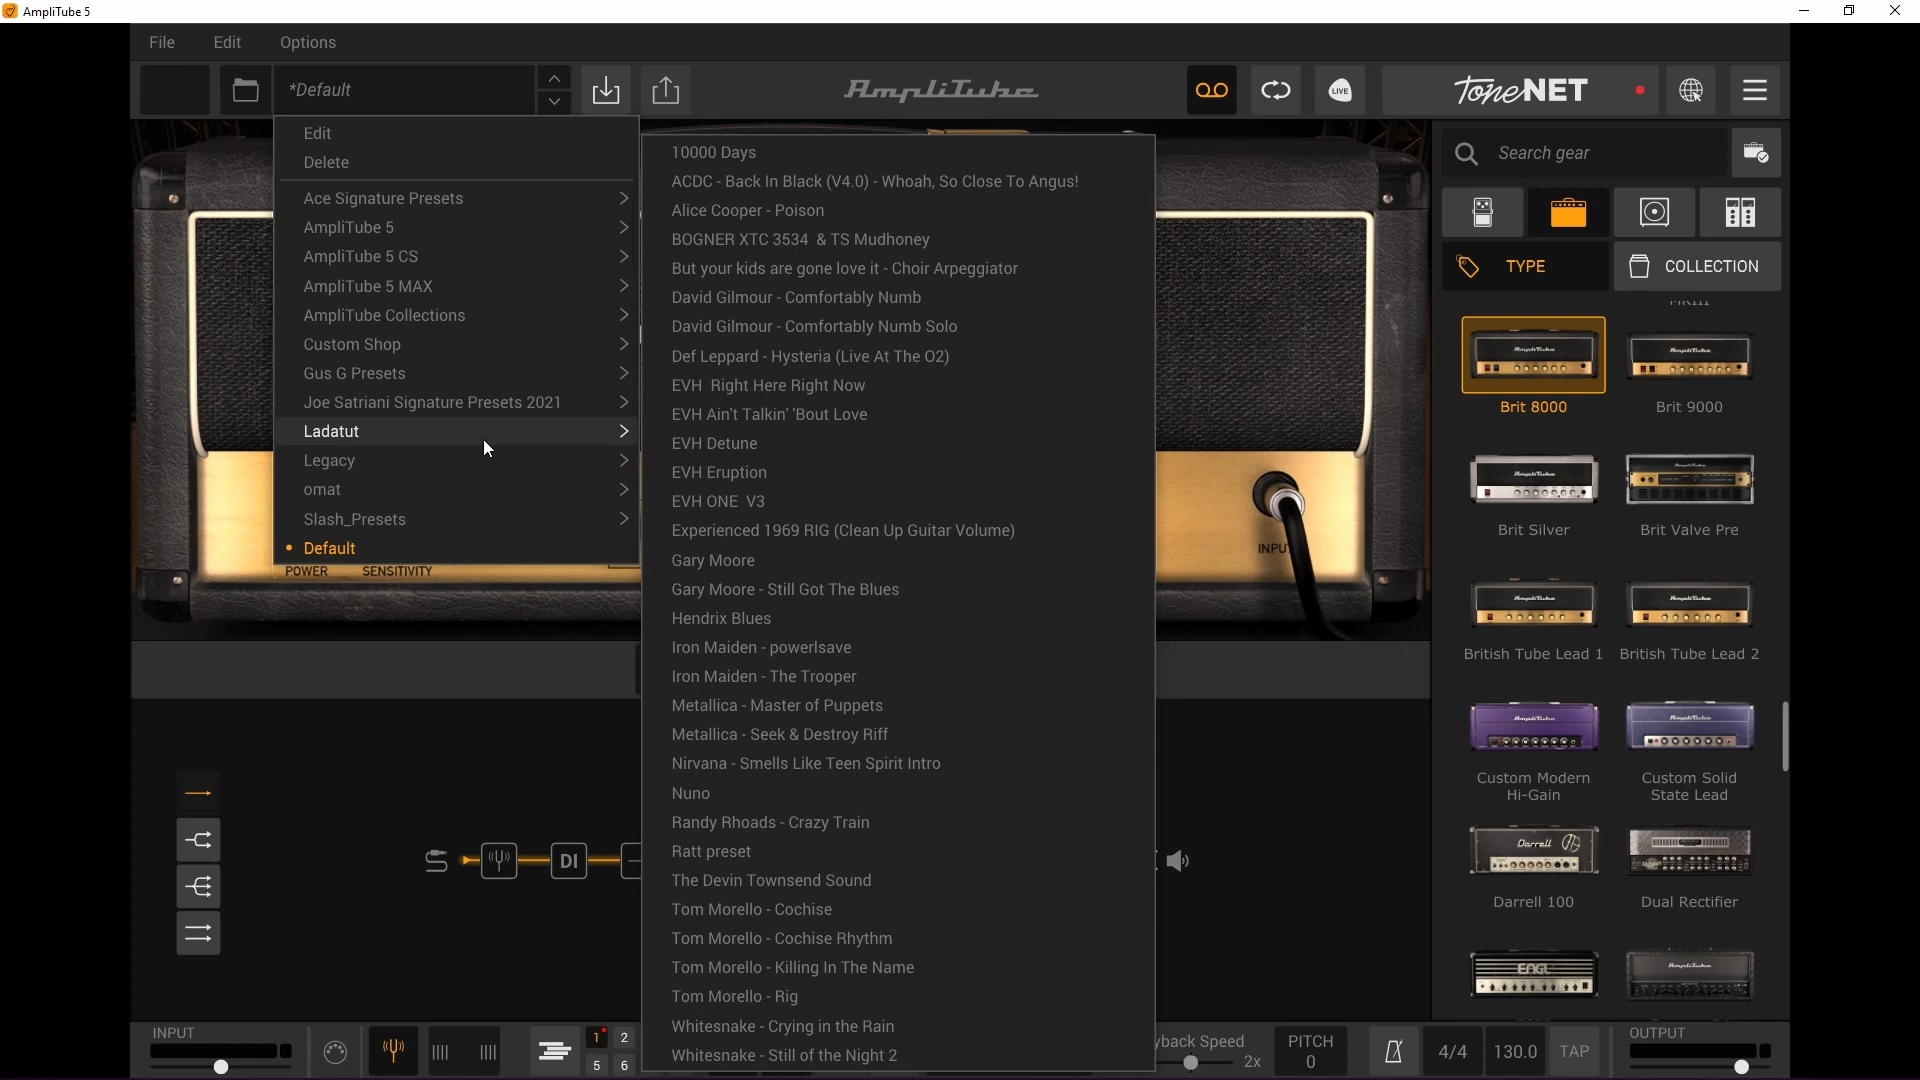 AmpliTube 5
File Edit Options
*Default
AmpliTube
LIVE
ToneNET
Edit
Delete
Ace Signature Presets
AmpliTube 5
AmpliTube 5 CS
AmpliTube 5 MAX
AmpliTube Collections
Custom Shop
Gus G Presets
Joe Satriani Signature Presets 2021
Ladatut
Legacy
omat
Slash_Presets
Default
POWER SENSITIVITY
10000 Days
ACDC - Back In Black (V4.0) - Whoah, So Close To Angus!
Alice Cooper - Poison
BOGNER XTC 3534 & TS Mudhoney
But your kids are gone love it - Choir Arpeggiator
David Gilmour - Comfortably Numb
David Gilmour - Comfortably Numb Solo
Def Leppard - Hysteria (Live At The O2)
EVH Right Here Right Now
EVH Ain't Talkin' 'Bout Love
EVH Detune
EVH Eruption
EVH ONE V3
Experienced 1969 RIG (Clean Up Guitar Volume)
Gary Moore
Gary Moore - Still Got The Blues
Hendrix Blues
Iron Maiden - powerlsave
Iron Maiden - The Trooper
Metallica - Master of Puppets
Metallica - Seek & Destroy Riff
Nirvana - Smells Like Teen Spirit Intro
Nuno
Randy Rhoads - Crazy Train
Ratt preset
The Devin Townsend Sound
Tom Morello - Cochise
Tom Morello - Cochise Rhythm
Tom Morello - Killing In The Name
Tom Morello - Rig
Whitesnake - Crying in the Rain
Whitesnake - Still of the Night 2
INPUT
Search gear
TYPE COLLECTION
Brit 8000 Brit 9000
Brit Silver Brit Valve Pre
British Tube Lead 1 British Tube Lead 2
Custom Modern
Hi-Gain
Custom Solid
State Lead
Darrell
Darrell 100 Dual Rectifier
ENGL
DI
INPUT
1 2
5 6
yback Speed
2x
PITCH
0
4/4 130.0 TAP
OUTPUT